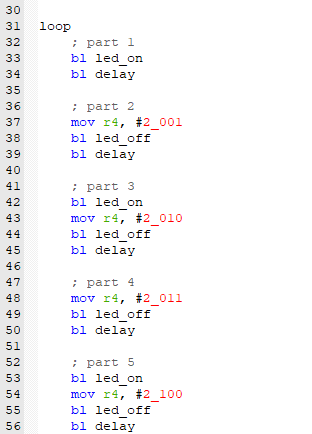 30
31 loop
32 ; part 1
33 bl led_on
34 bl delay
35
36 ; part 2
37 mov r4, #2_001
38 bl led_off
39 bl delay
40
41 ; part 3
42 bl led_on
43 mov r4, #2_010
44 bl led_off
45 bl delay
46
47 ; part 4
48 mov r4, #2_011
49 bl led_off
50 bl delay
51
52 ; part 5
53 bl led_on
54 mov r4, #2_100
55 bl led_off
56 bl delay